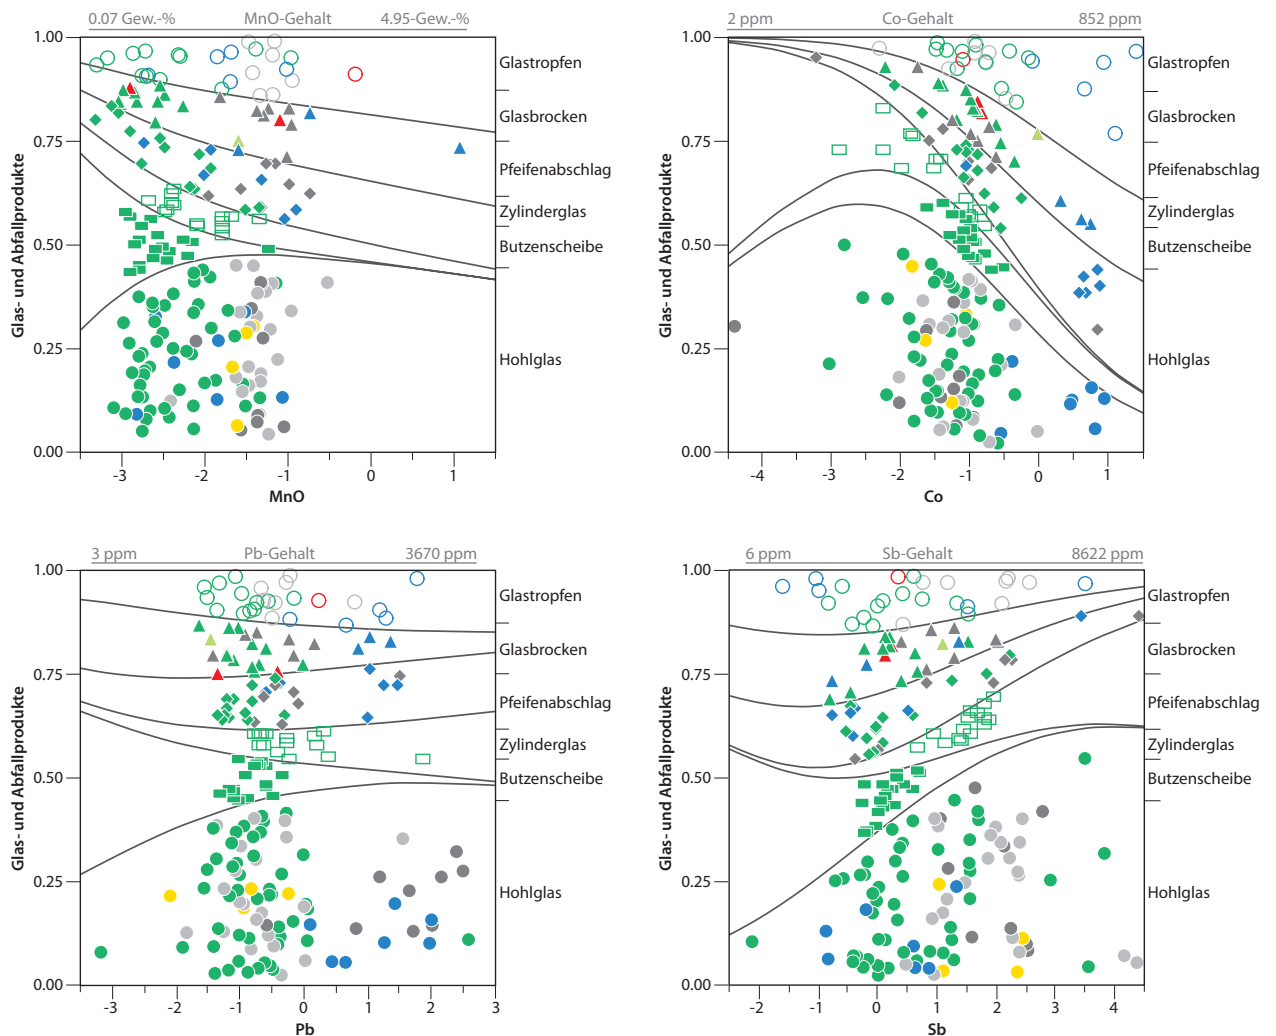 0.07 Gew.-% MnO-Gehalt 4.95-Gew.-%
1.00
0.75
0.50
0.25
0.00
Glas- und Abfallprodukte
Glastropfen
Glasbrocken
Pfeifenabschlag
Zylinderglas
Butzenscheibe
Hohlglas
-3 -2 -1 0 1
MnO
2 ppm Co-Gehalt 852 ppm
1.00
0.75
0.50
0.25
0.00
Glas- und Abfallprodukte
Glastropfen
Glasbrocken
Pfeifenabschlag
Zylinderglas
Butzenscheibe
Hohlglas
-4 -3 -2 -1 0 1
Co
3 ppm Pb-Gehalt 3670 ppm
1.00
0.75
0.50
0.25
0.00
Glas- und Abfallprodukte
Glastropfen
Glasbrocken
Pfeifenabschlag
Zylinderglas
Butzenscheibe
Hohlglas
-3 -2 -1 0 1 2 3
Pb
6 ppm Sb-Gehalt 8622 ppm
1.00
0.75
0.50
0.25
0.00
Glas- und Abfallprodukte
Glastropfen
Glasbrocken
Pfeifenabschlag
Zylinderglas
Butzenscheibe
Hohlglas
-2 -1 0 1 2 3 4
Sb